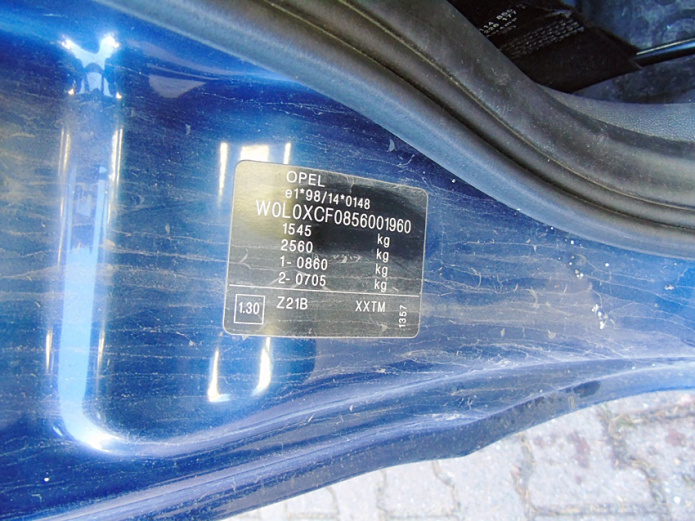 OPEL
e1*98/14*0148
W0L0XCF0856001960
1545 kg
2560 kg
1- 0860 kg
2- 0705 kg
1.30 Z21B XXTM 1357